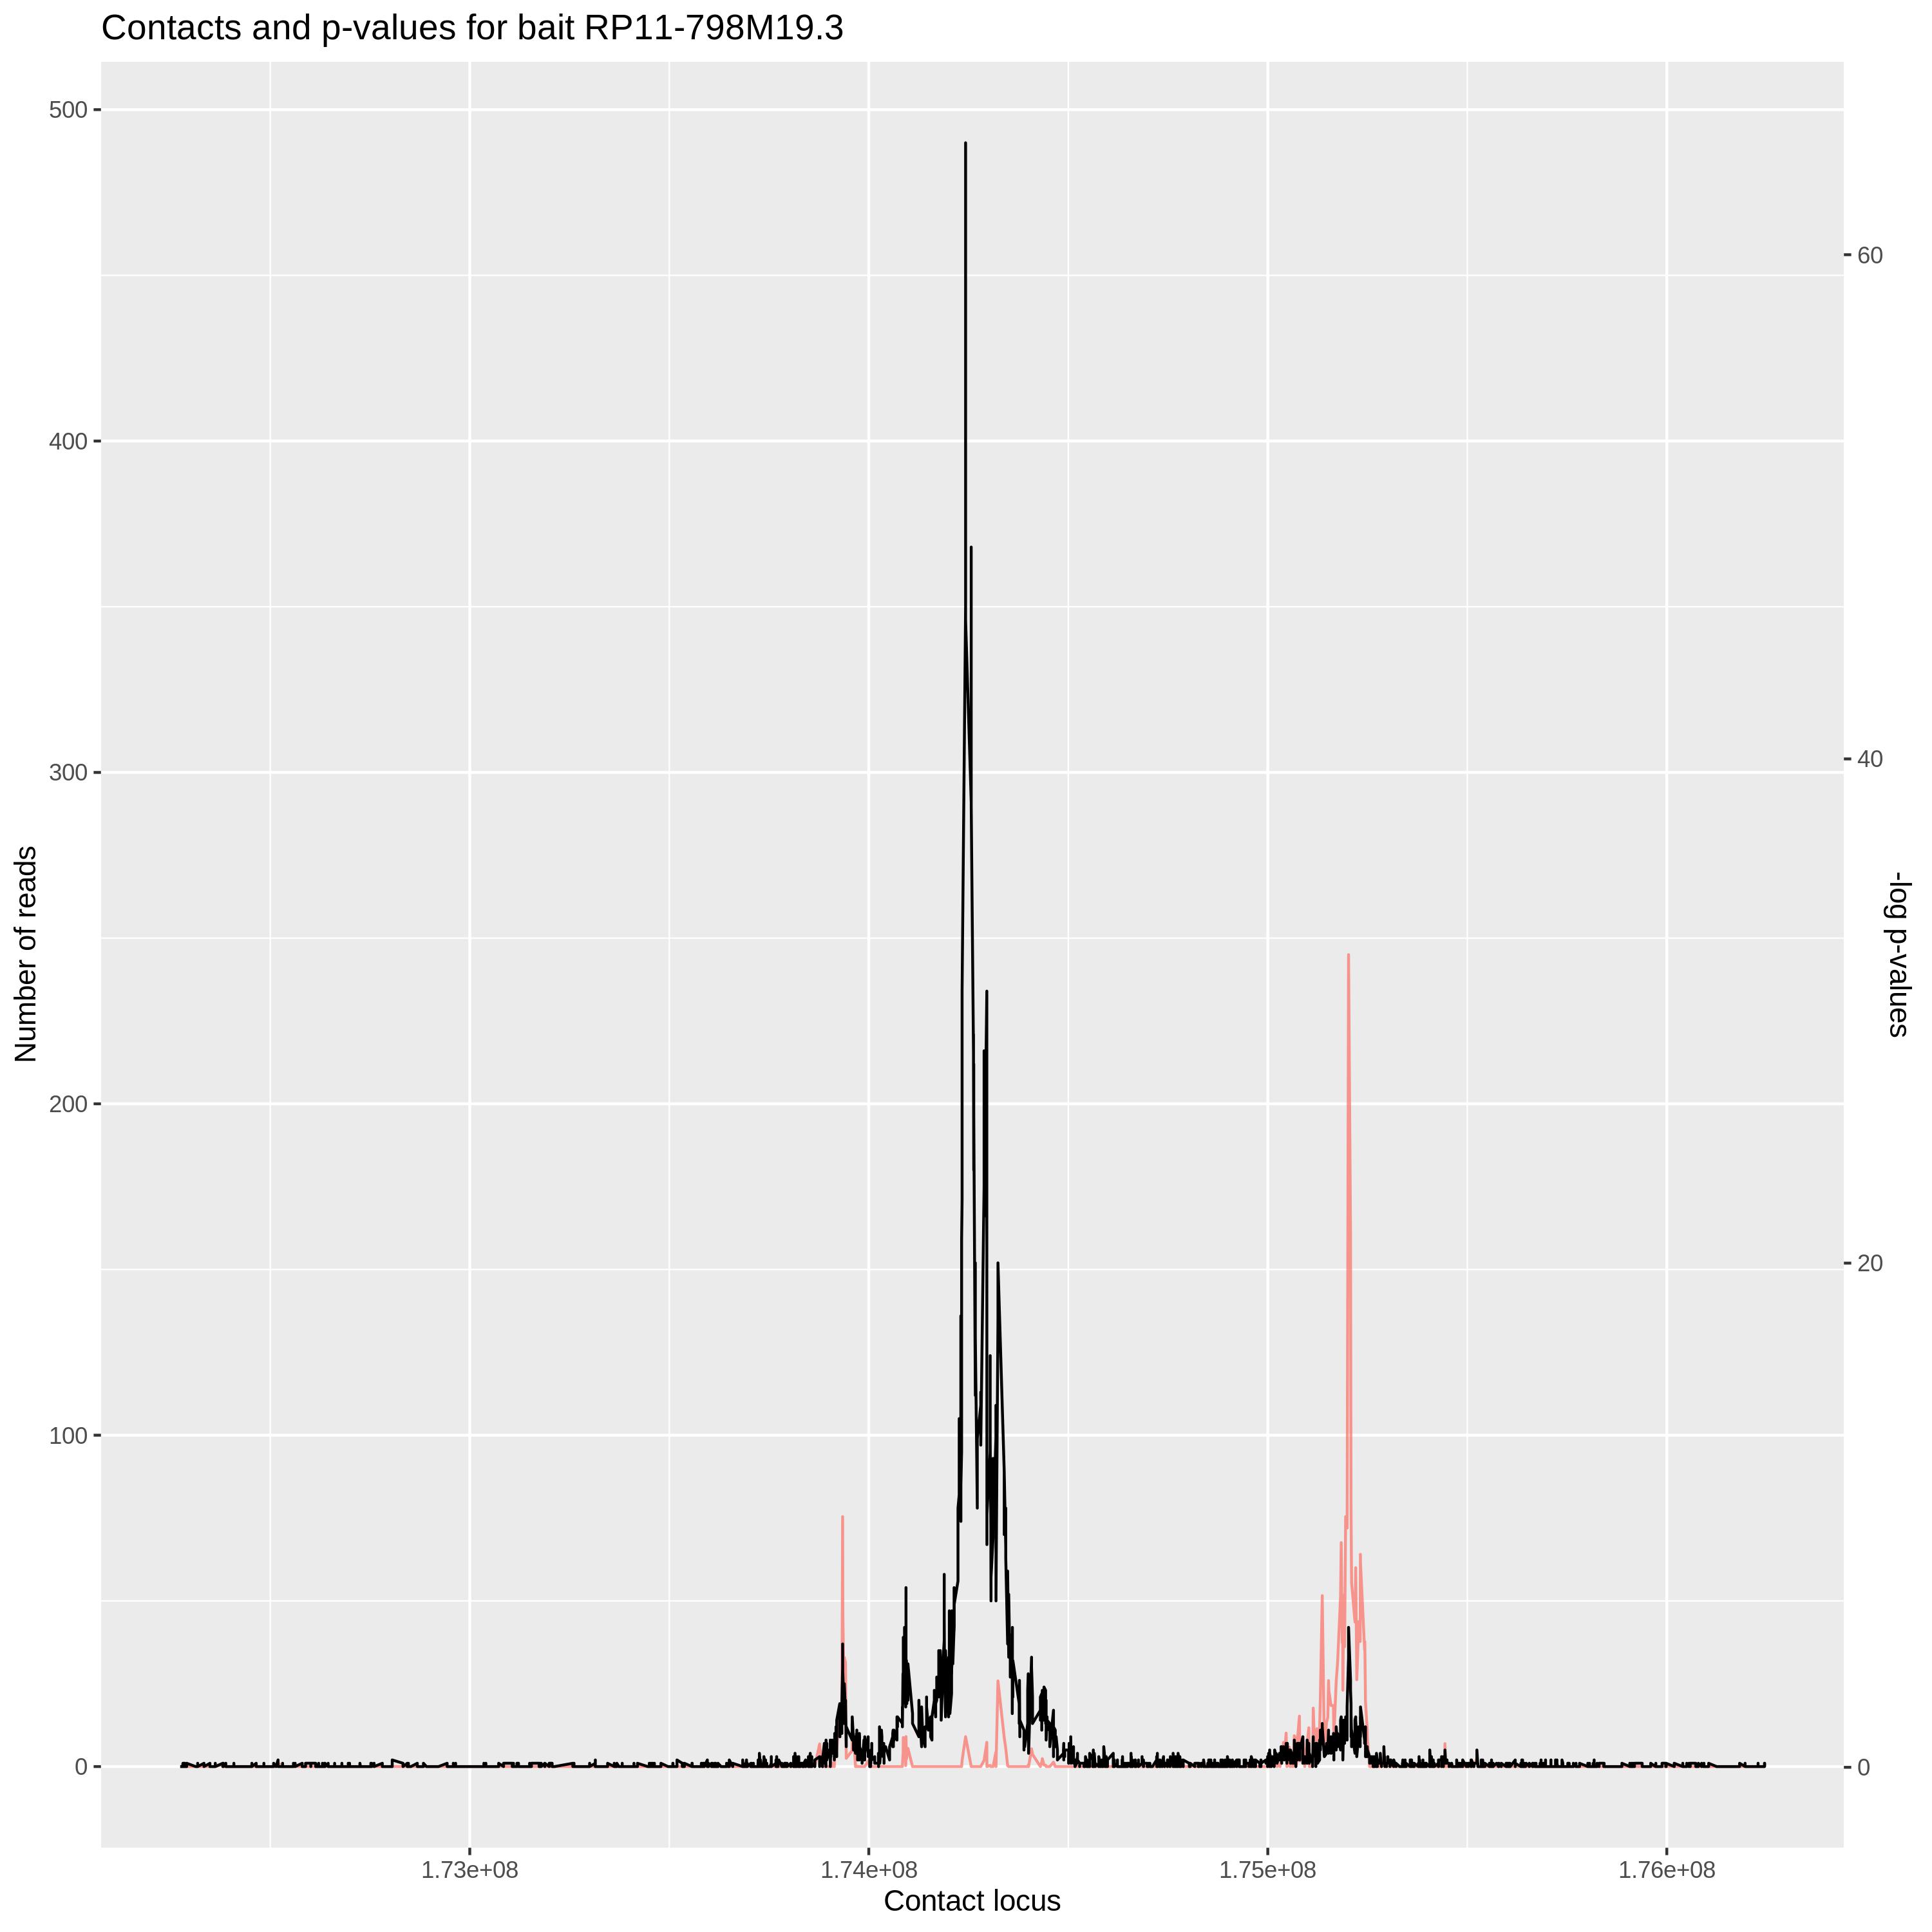 Contacts and p-values for bait RP11-798M19.3
500
400
300
200
100
0
Number of reads
60
40
20
0
-log p-values
1.73e+08
1.74e+08
1.75e+08
1.76e+08
Contact locus